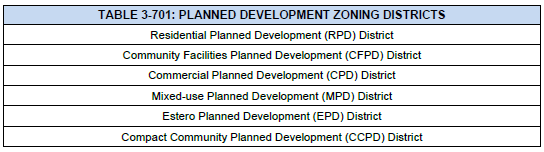 TABLE 3-701: PLANNED DEVELOPMENT ZONING DISTRICTS
Residential Planned Development (RPD) District
Community Facilities Planned Development (CFPD) District
Commercial Planned Development (CPD) District
Mixed-use Planned Development (MPD) District
Estero Planned Development (EPD) District
Compact Community Planned Development (CCPD) District